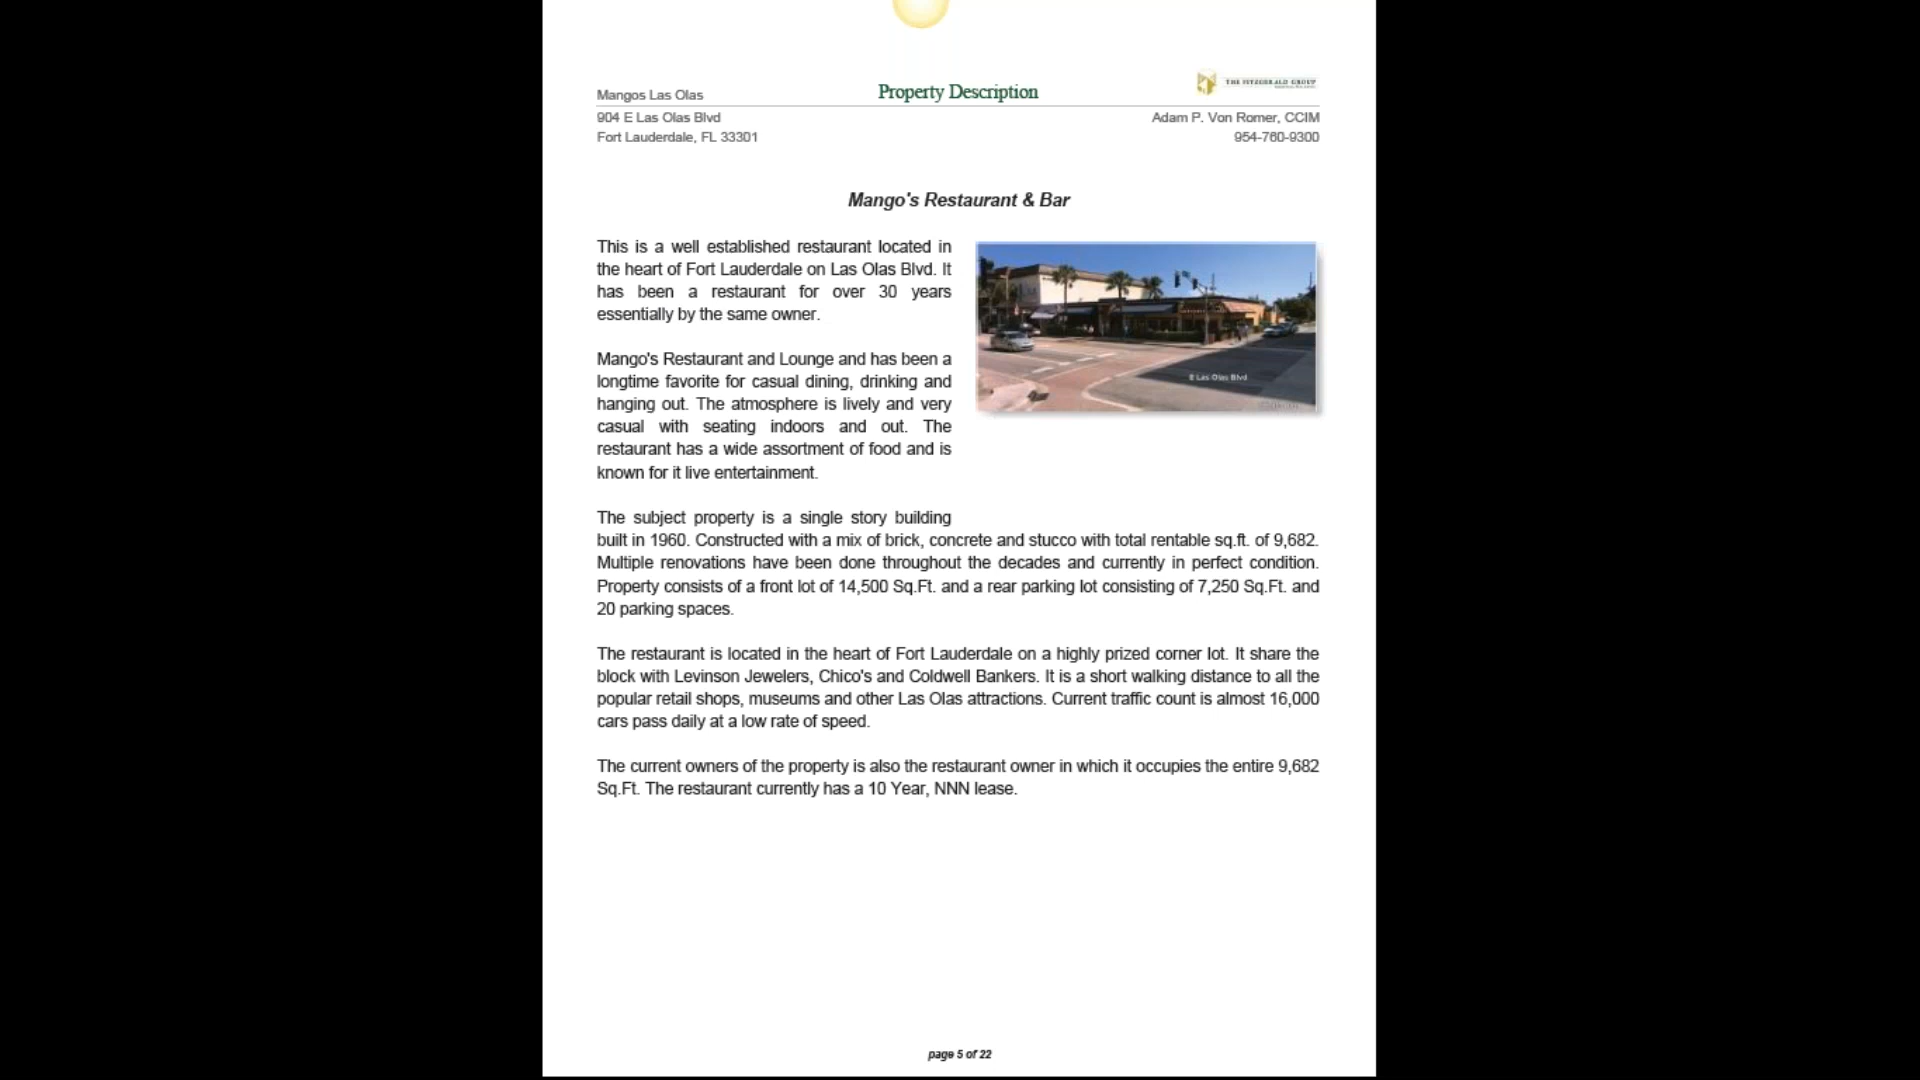 THE FITZGERALD GROUP
Mangos Las Olas
Property Description
904 E Las Olas Blvd
Adam P. Von Romer, CCIM
Fort Lauderdale, FL 33301
954-760-9300
Mango's Restaurant & Bar
This is a well established restaurant located in
the heart of Fort Lauderdale on Las Olas Blvd. It
has been a restaurant for over 30 years
essentially by the same owner.
E Las Olas Blvd
Mango's Restaurant and Lounge and has been a
longtime favorite for casual dining, drinking and
hanging out. The atmosphere is lively and very
casual with seating indoors and out. The
restaurant has a wide assortment of food and is
known for it live entertainment.
The subject property is a single story building
built in 1960. Constructed with a mix of brick, concrete and stucco with total rentable sq.ft. of 9,682.
Multiple renovations have been done throughout the decades and currently in perfect condition.
Property consists of a front lot of 14,500 Sq.Ft. and a rear parking lot consisting of 7,250 Sq.Ft. and
20 parking spaces.
The restaurant is located in the heart of Fort Lauderdale on a highly prized corner lot. It share the
block with Levinson Jewelers, Chico's and Coldwell Bankers. It is a short walking distance to all the
popular retail shops, museums and other Las Olas attractions. Current traffic count is almost 16,000
cars pass daily at a low rate of speed.
The current owners of the property is also the restaurant owner in which it occupies the entire 9,682
Sq.Ft. The restaurant currently has a 10 Year, NNN lease.
page 5 of 22